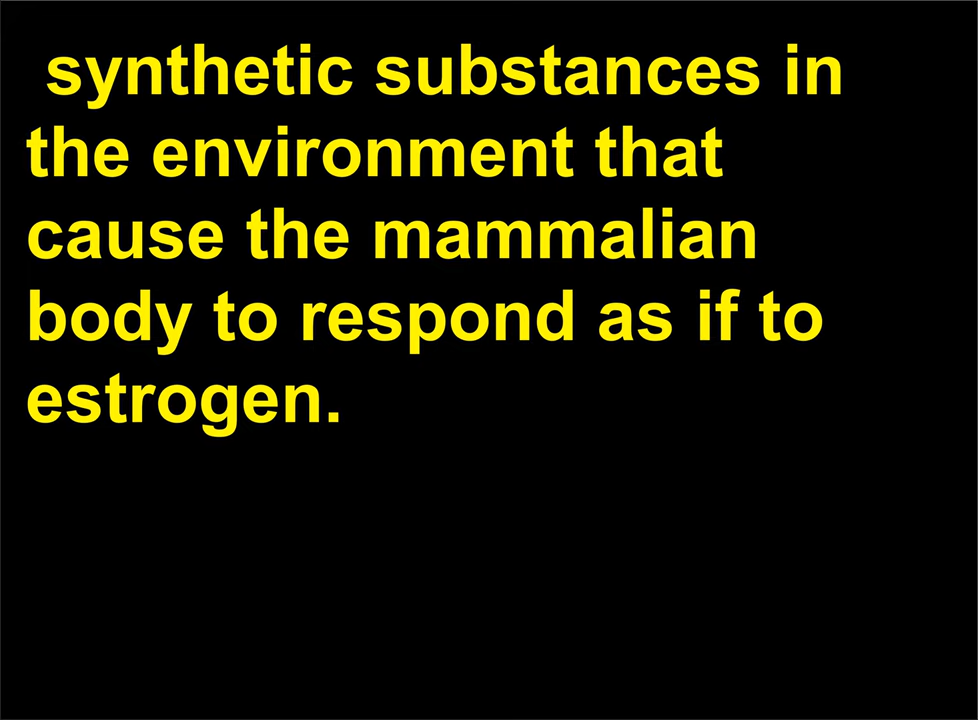 synthetic substances in
the environment that
cause the mammalian
body to respond as if to
estrogen.